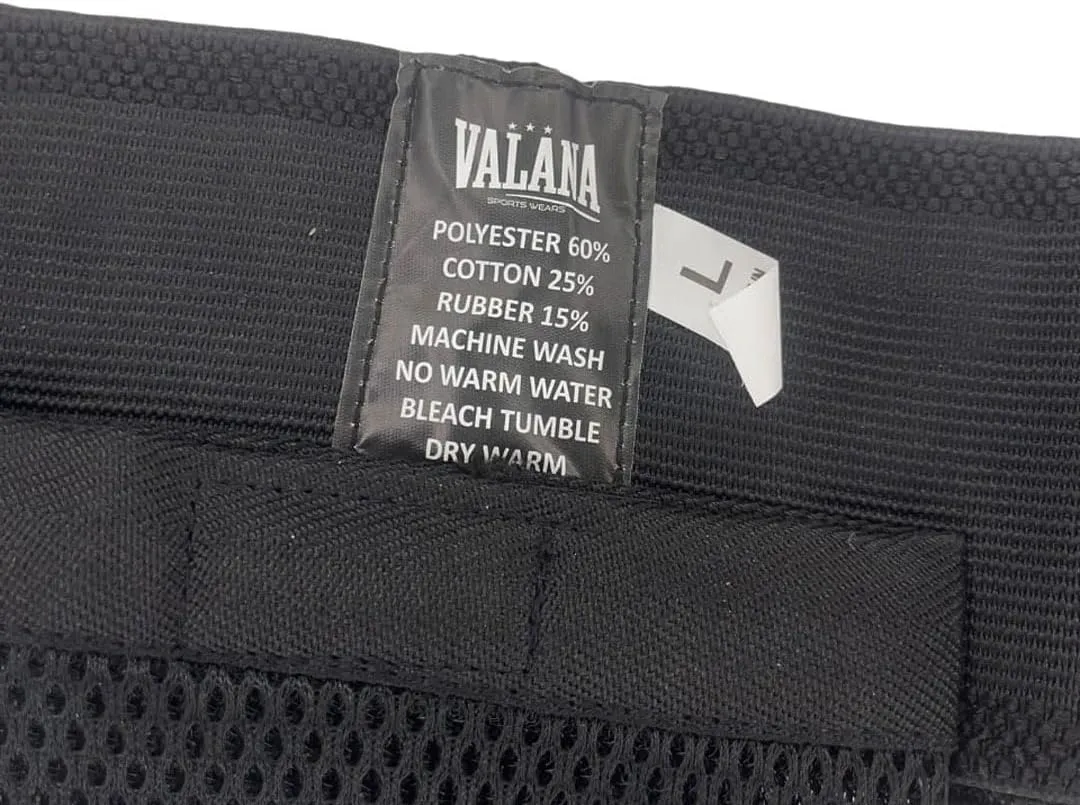 VALANA
SPORTS WEARS
POLYESTER 60%
COTTON 25%
RUBBER 15%
MACHINE WASH
NO WARM WATER
BLEACH TUMBLE
DRY WARM
L